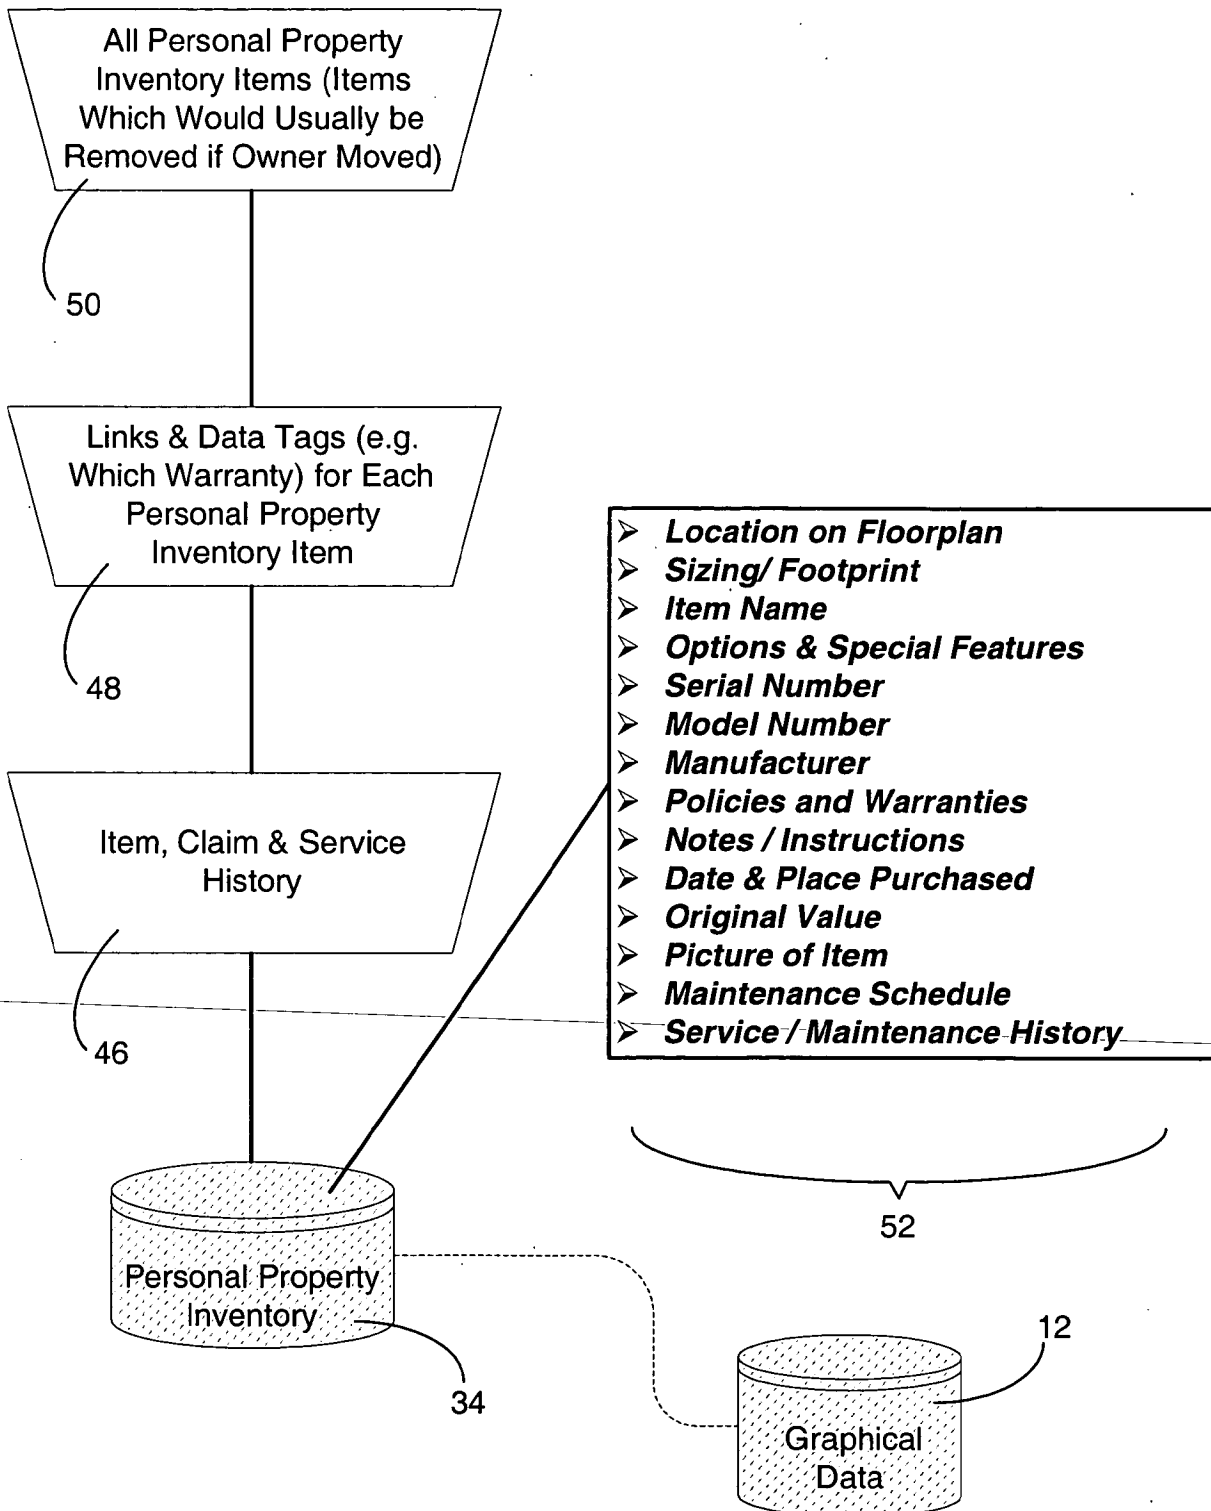 All Personal Property
Inventory Items (Items
Which Would Usually be
Removed if Owner Moved)
50
Links & Data Tags (e.g.
Which Warranty) for Each
Personal Property
Inventory Item
48
Item, Claim & Service
History
46
➢ Location on Floorplan
➢ Sizing/ Footprint
➢ Item Name
➢ Options & Special Features
➢ Serial Number
➢ Model Number
➢ Manufacturer
➢ Policies and Warranties
➢ Notes / Instructions
➢ Date & Place Purchased
➢ Original Value
➢ Picture of Item
➢ Maintenance Schedule
➢ Service / Maintenance History
52
Personal Property
Inventory
34
12
Graphical
Data